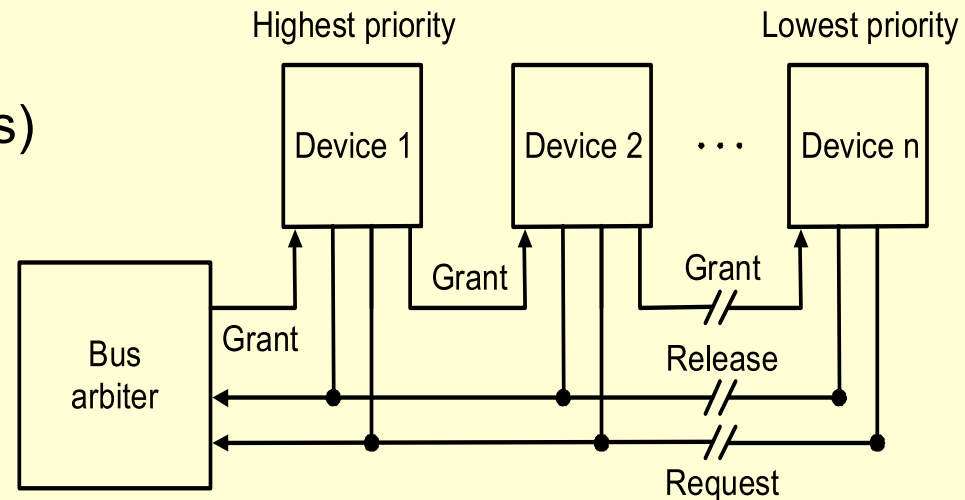 Highest priority
Lowest priority
s)
Device 1
Device 2
...
Device n
Grant
Grant
Grant
Bus
arbiter
Release
Request